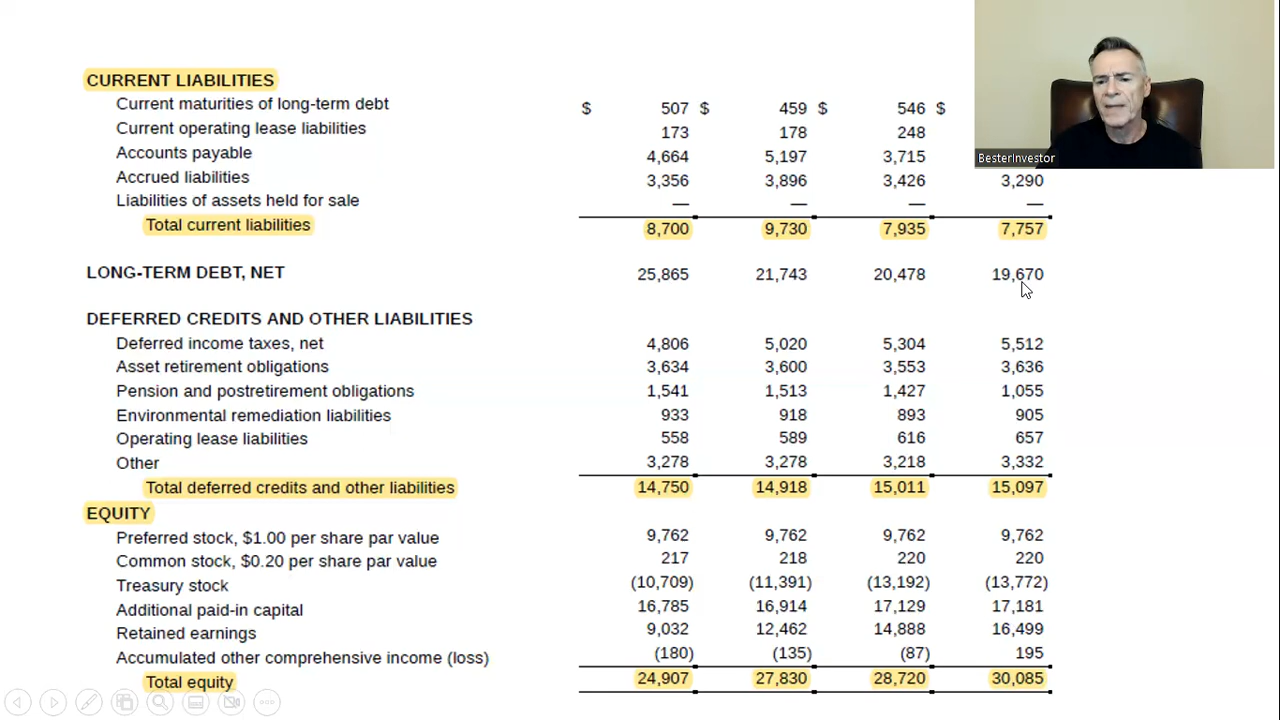 CURRENT LIABILITIES
Current maturities of long-term debt $ 507 $ 459 $ 546 $
Current operating lease liabilities 173 178 248
Accounts payable 4,664 5,197 3,715
BesterInvestor
Accrued liabilities 3,356 3,896 3,426 3,290
Liabilities of assets held for sale — — — —
Total current liabilities 8,700 9,730 7,935 7,757
LONG-TERM DEBT, NET 25,865 21,743 20,478 19,670
DEFERRED CREDITS AND OTHER LIABILITIES
Deferred income taxes, net 4,806 5,020 5,304 5,512
Asset retirement obligations 3,634 3,600 3,553 3,636
Pension and postretirement obligations 1,541 1,513 1,427 1,055
Environmental remediation liabilities 933 918 893 905
Operating lease liabilities 558 589 616 657
Other 3,278 3,278 3,218 3,332
Total deferred credits and other liabilities 14,750 14,918 15,011 15,097
EQUITY
Preferred stock, $1.00 per share par value 9,762 9,762 9,762 9,762
Common stock, $0.20 per share par value 217 218 220 220
Treasury stock (10,709) (11,391) (13,192) (13,772)
Additional paid-in capital 16,785 16,914 17,129 17,181
Retained earnings 9,032 12,462 14,888 16,499
Accumulated other comprehensive income (loss) (180) (135) (87) 195
Total equity 24,907 27,830 28,720 30,085